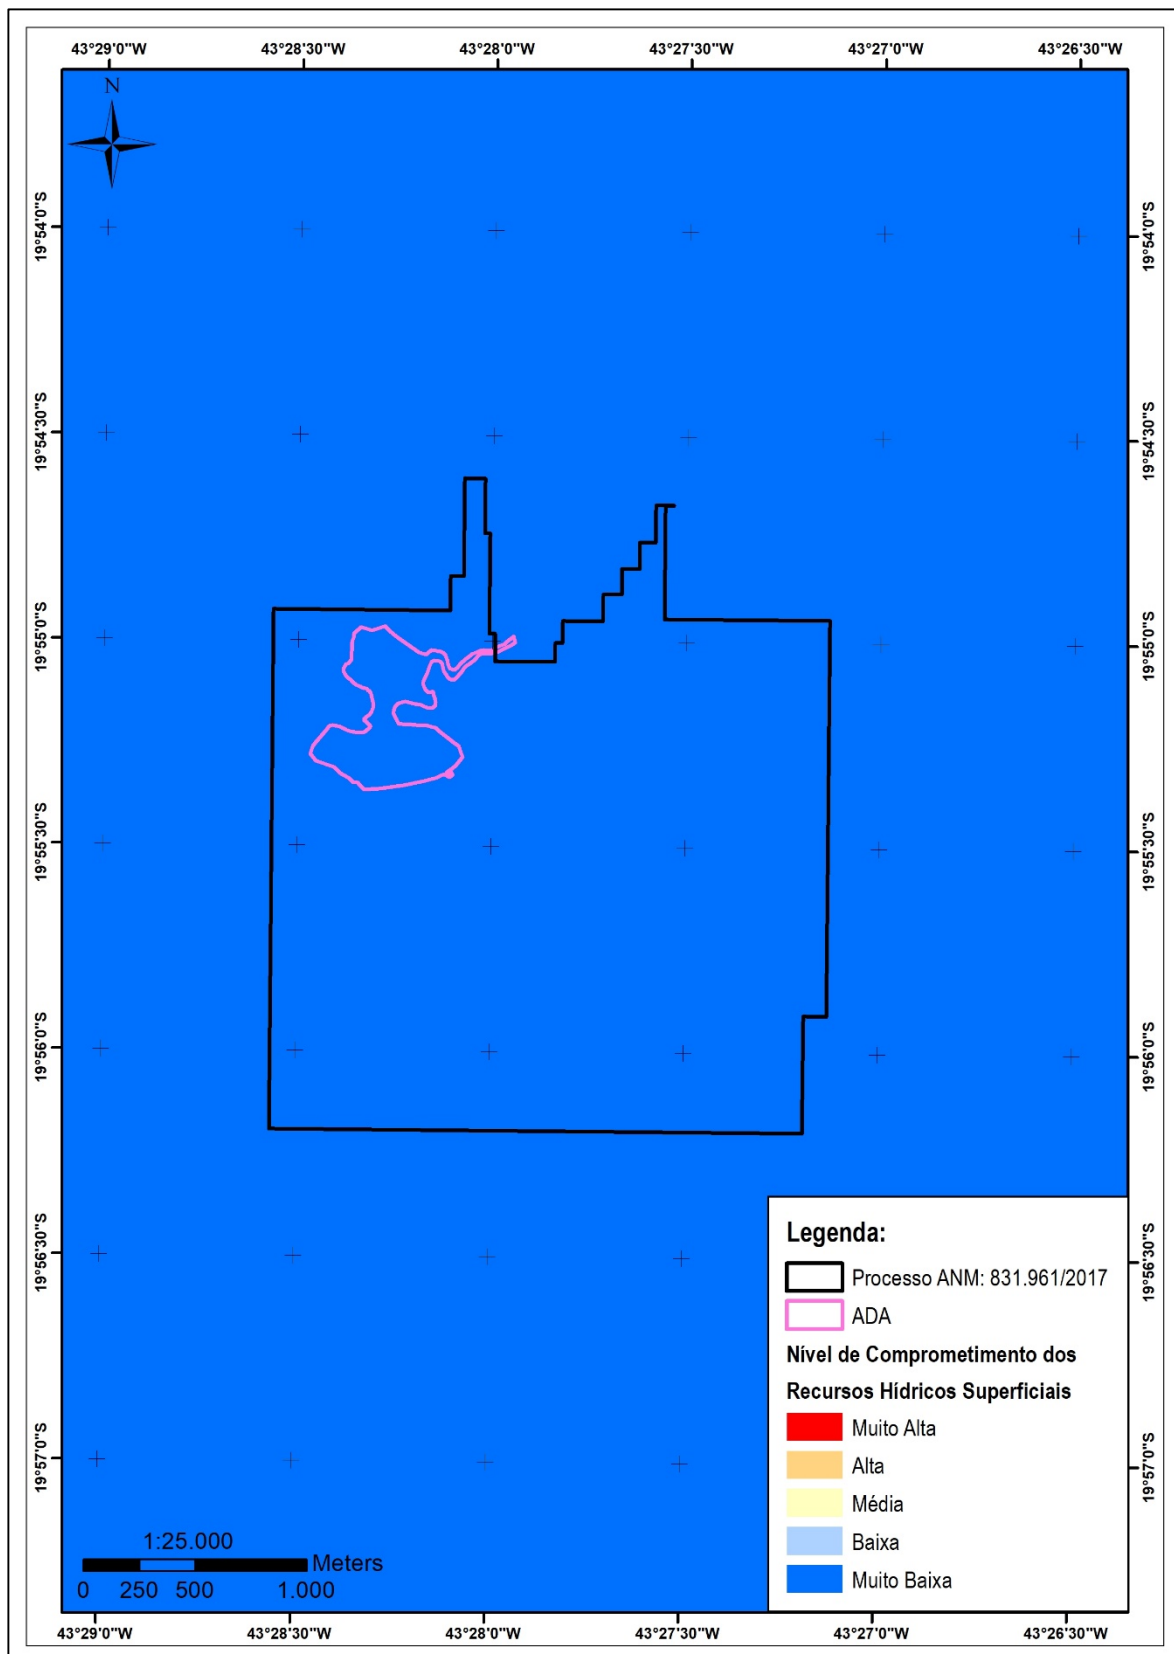 43°29'0"W 43°28'30"W 43°28'0"W 43°27'30"W 43°27'0"W 43°26'30"W
N
19°54'0"S 19°54'0"S
19°54'30"S 19°54'30"S
19°55'0"S 19°55'0"S
19°55'30"S 19°55'30"S
19°56'0"S 19°56'0"S
19°56'30"S 19°56'30"S
19°57'0"S 19°57'0"S
Legenda:
Processo ANM: 831.961/2017
ADA
Nível de Comprometimento dos
Recursos Hídricos Superficiais
Muito Alta
Alta
Média
Baixa
Muito Baixa
1:25.000
Meters
0 250 500 1.000
43°29'0"W 43°28'30"W 43°28'0"W 43°27'30"W 43°27'0"W 43°26'30"W